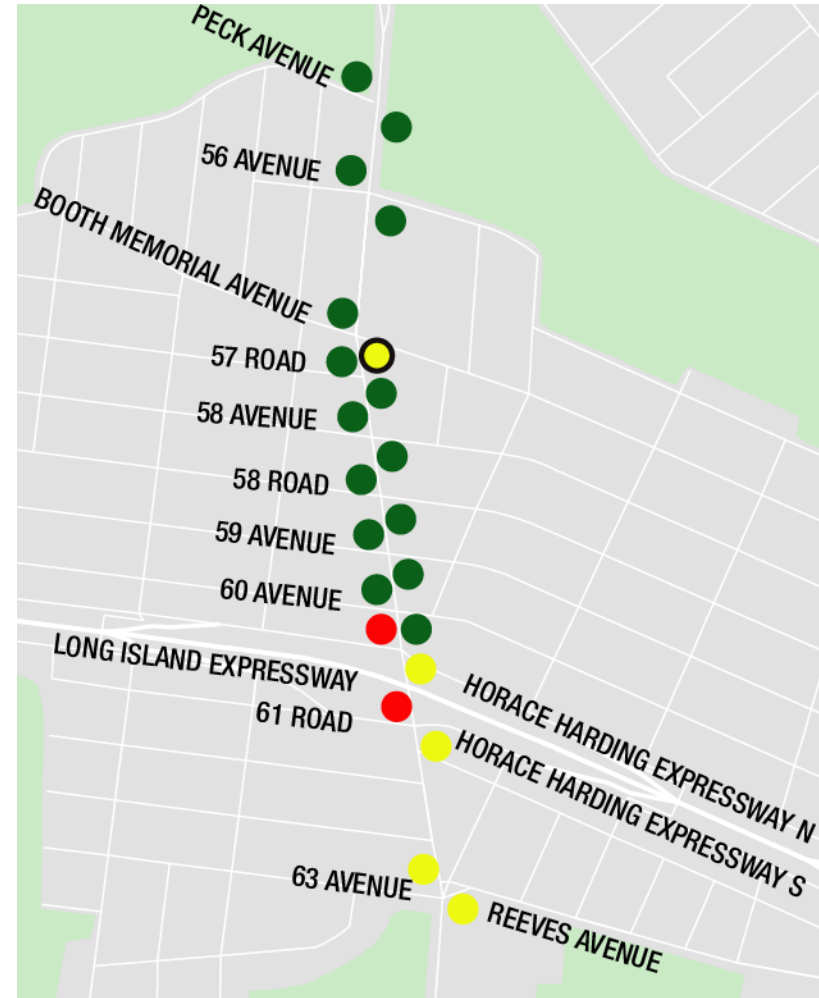 PECK AVENUE
56 AVENUE
BOOTH MEMORIAL AVENUE
57 ROAD
58 AVENUE
58 ROAD
59 AVENUE
60 AVENUE
LONG ISLAND EXPRESSWAY
HORACE HARDING EXPRESSWAY N
61 ROAD
HORACE HARDING EXPRESSWAY S
63 AVENUE
REEVES AVENUE